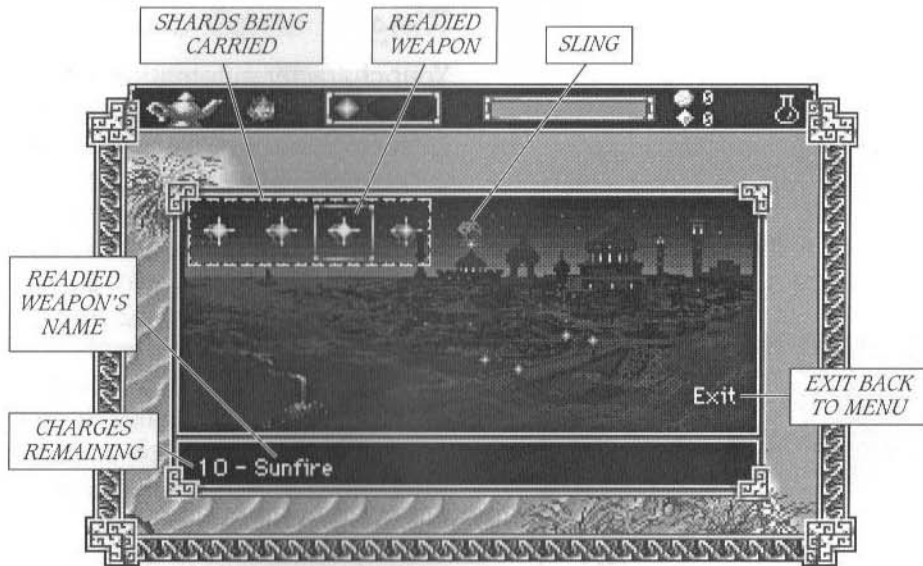 SHARDS BEING
CARRIED
READIED
WEAPON
SLING
0
0
READIED
WEAPON'S
NAME
Exit
EXIT BACK
TO MENU
CHARGES
REMAINING
10 - Sunfire